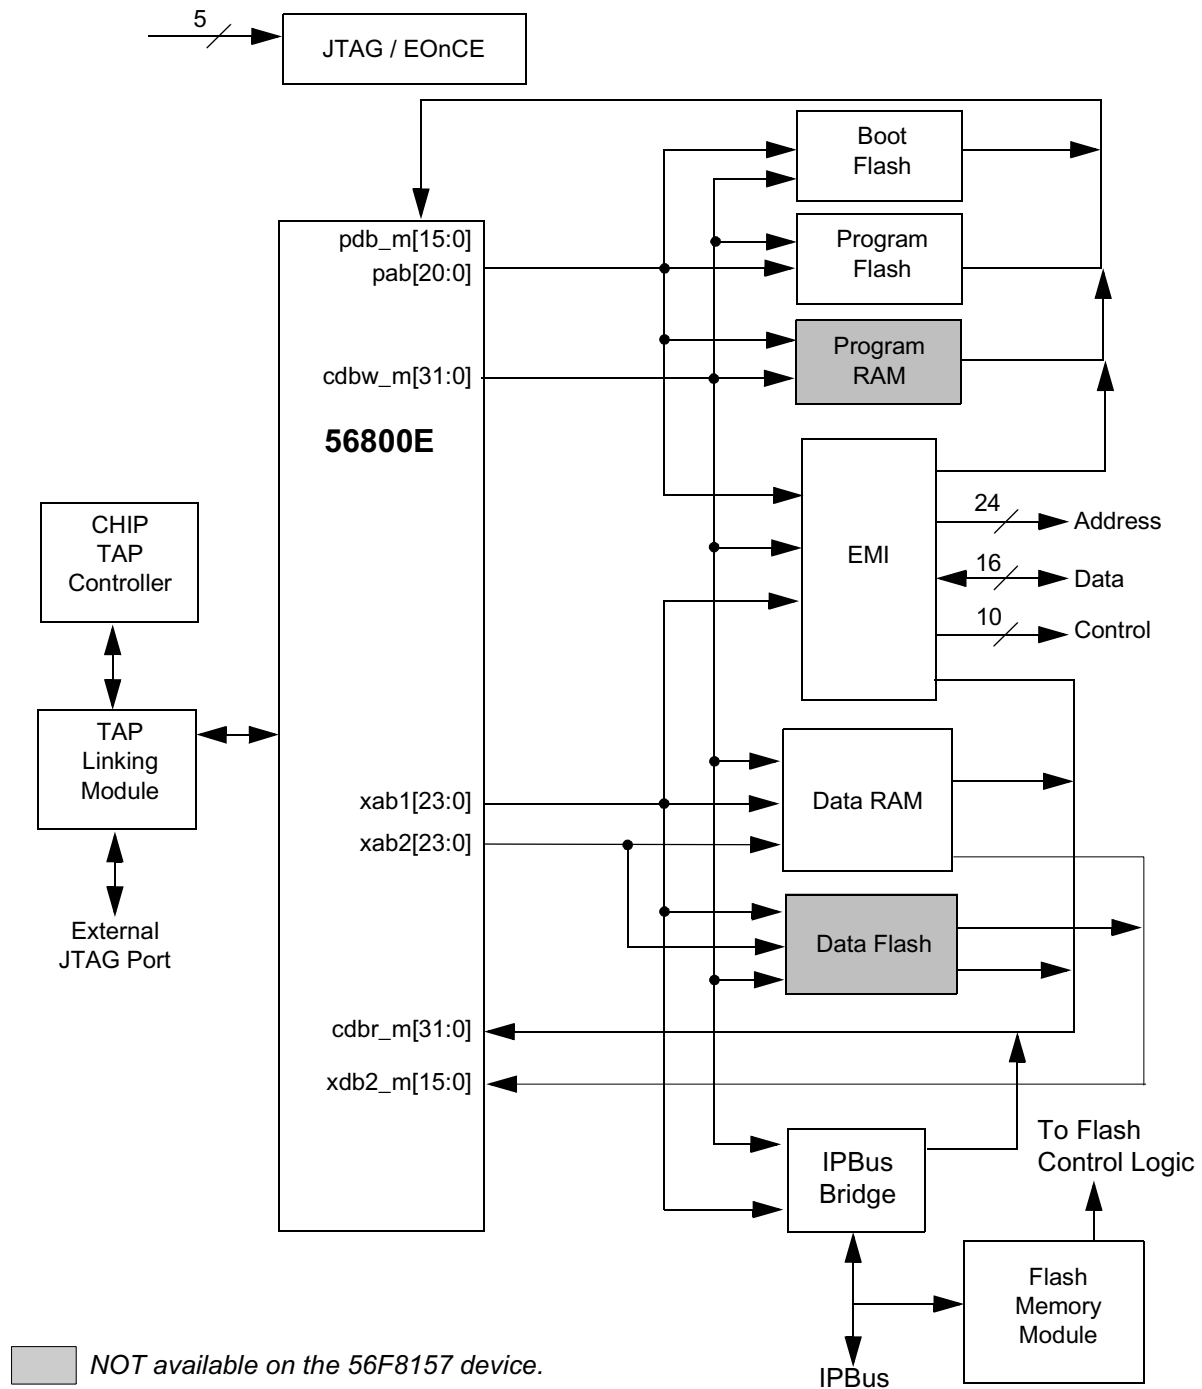 5
JTAG / EOnCE
Boot
Flash
pdb_m[15:0]
pab[20:0]
Program
Flash
cdbw_m[31:0]
Program
RAM
56800E
CHIP
TAP
Controller
EMI
24
Address
16
Data
10
Control
TAP
Linking
Module
xab1[23:0]
xab2[23:0]
Data RAM
External
JTAG Port
Data Flash
cdbr_m[31:0]
xdb2_m[15:0]
IPBus
Bridge
To Flash
Control Logic
Flash
Memory
Module
NOT available on the 56F8157 device.
IPBus